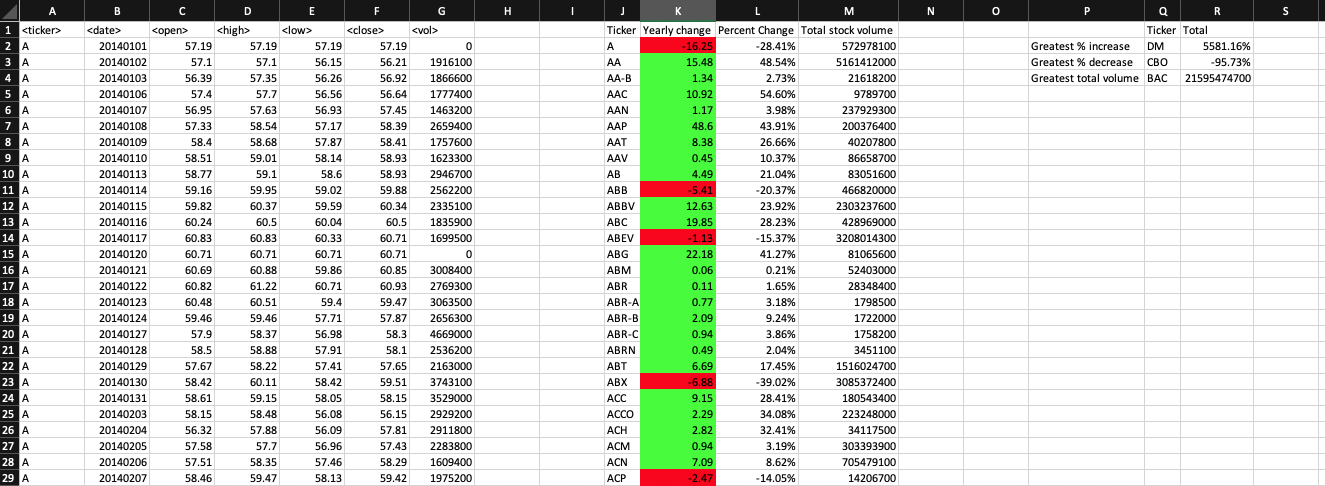 A B C D E F G H I J K L M N O P Q R S
1 <ticker> <date> <open> <high> <low> <close> <vol> Ticker Yearly change Percent Change Total stock volume Ticker Total
2 A 20140101 57.19 57.19 57.19 57.19 0 A -16.25 -28.41% 572978100 Greatest % increase DM 5581.16%
3 A 20140102 57.1 57.1 56.15 56.21 1916100 AA 15.48 48.54% 5161412000 Greatest % decrease CBO -95.73%
4 A 20140103 56.39 57.35 56.26 56.92 1866600 AA-B 1.34 2.73% 21618200 Greatest total volume BAC 21595474700
5 A 20140106 57.4 57.7 56.56 56.64 1777400 AAC 10.92 54.60% 9789700
6 A 20140107 56.95 57.63 56.93 57.45 1463200 AAN 1.17 3.98% 237929300
7 A 20140108 57.33 58.54 57.17 58.39 2659400 AAP 48.6 43.91% 200376400
8 A 20140109 58.4 58.68 57.87 58.41 1757600 AAT 8.38 26.66% 40207800
9 A 20140110 58.51 59.01 58.14 58.93 1623300 AAV 0.45 10.37% 86658700
10 A 20140113 58.77 59.1 58.6 58.93 2946700 AB 4.49 21.04% 83051600
11 A 20140114 59.16 59.95 59.02 59.88 2562200 ABB -5.41 -20.37% 466820000
12 A 20140115 59.82 60.37 59.59 60.34 2335100 ABBV 12.63 23.92% 2303237600
13 A 20140116 60.24 60.5 60.04 60.5 1835900 ABC 19.85 28.23% 428969000
14 A 20140117 60.83 60.83 60.33 60.71 1699500 ABEV -1.13 -15.37% 3208014300
15 A 20140120 60.71 60.71 60.71 60.71 0 ABG 22.18 41.27% 81065600
16 A 20140121 60.69 60.88 59.86 60.85 3008400 ABM 0.06 0.21% 52403000
17 A 20140122 60.82 61.22 60.71 60.93 2769300 ABR 0.11 1.65% 28348400
18 A 20140123 60.48 60.51 59.4 59.47 3063500 ABR-A 0.77 3.18% 1798500
19 A 20140124 59.46 59.46 57.71 57.87 2656300 ABR-B 2.09 9.24% 1722000
20 A 20140127 57.9 58.37 56.98 58.3 4669000 ABR-C 0.94 3.86% 1758200
21 A 20140128 58.5 58.88 57.91 58.1 2536200 ABRN 0.49 2.04% 3451100
22 A 20140129 57.67 58.22 57.41 57.65 2163000 ABT 6.69 17.45% 1516024700
23 A 20140130 58.42 60.11 58.42 59.51 3743100 ABX -6.88 -39.02% 3085372400
24 A 20140131 58.61 59.15 58.05 58.15 3529000 ACC 9.15 28.41% 180543400
25 A 20140203 58.15 58.48 56.08 56.15 2929200 ACCO 2.29 34.08% 223248000
26 A 20140204 56.32 57.88 56.09 57.81 2911800 ACH 2.82 32.41% 34117500
27 A 20140205 57.58 57.7 56.96 57.43 2283800 ACM 0.94 3.19% 303393900
28 A 20140206 57.51 58.35 57.46 58.29 1609400 ACN 7.09 8.62% 705479100
29 A 20140207 58.46 59.47 58.13 59.42 1975200 ACP -2.47 -14.05% 14206700